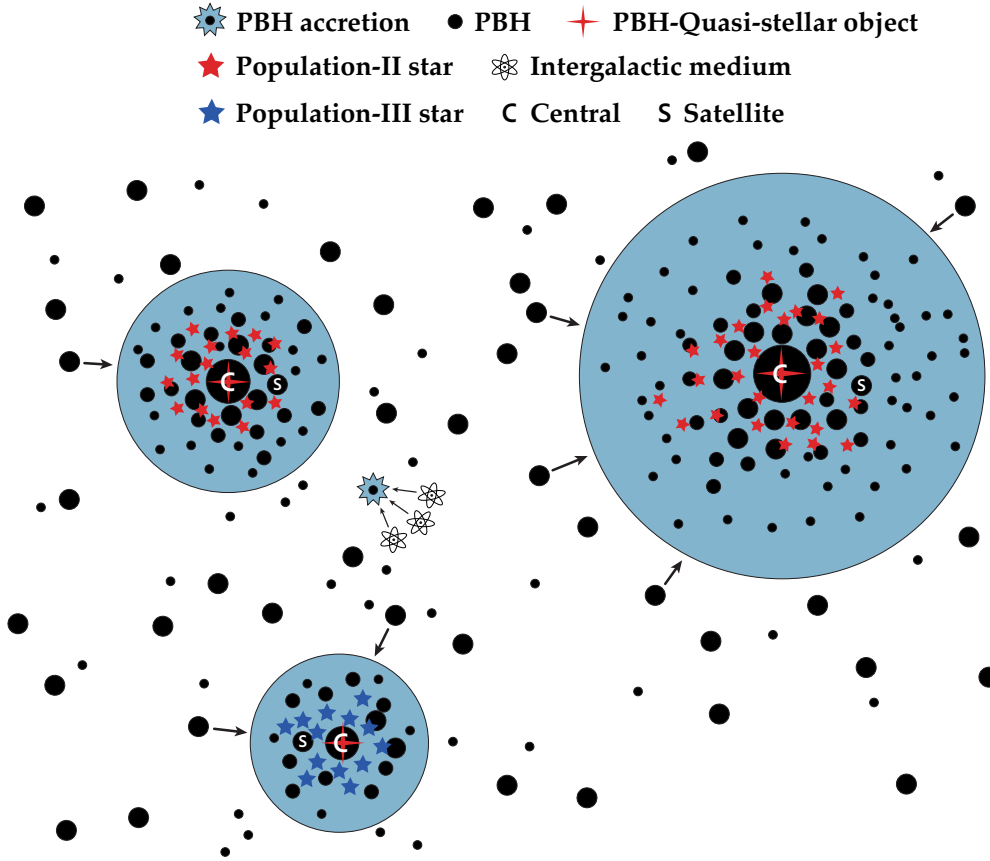 PBH accretion PBH PBH-Quasi-stellar object
Population-II star Intergalactic medium
Population-III star C Central S Satellite
C
S
C
S
S
C